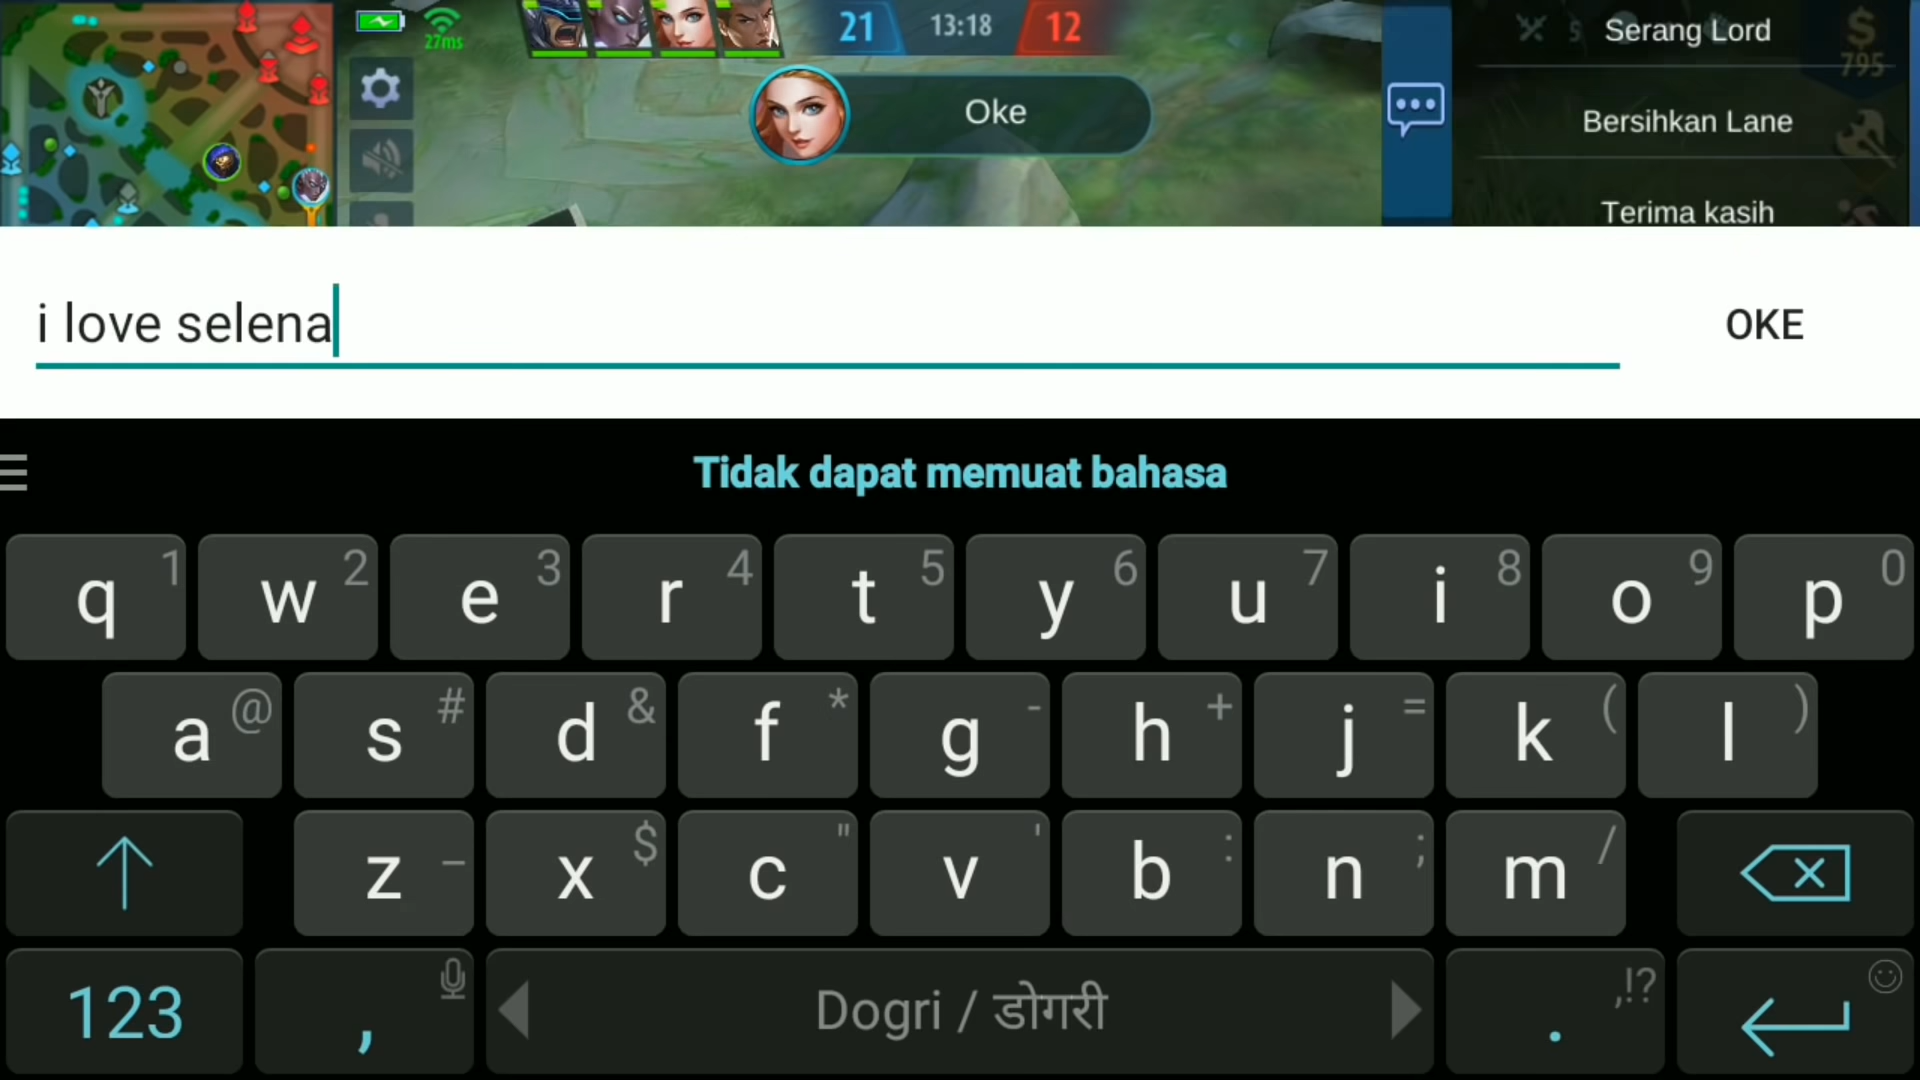 27ms
21 13:18 12
5
Serang Lord
795
Oke
Bersihkan Lane
Terima kasih
i love selena
OKE
Tidak dapat memuat bahasa
q 1 w 2 e 3 r 4 t 5 y 6 u 7 i 8 o 9 p 0
a @ s # d & f * g - h + j = k ( l )
z _ x $ c " v ' b : n ; m /
123 , Dogri / डोगरी . ,!?